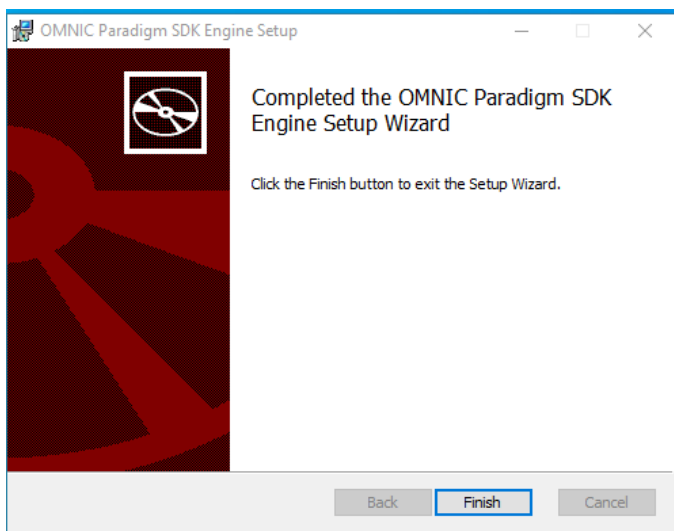 OMNIC Paradigm SDK Engine Setup
Completed the OMNIC Paradigm SDK
Engine Setup Wizard
Click the Finish button to exit the Setup Wizard.
Back
Finish
Cancel